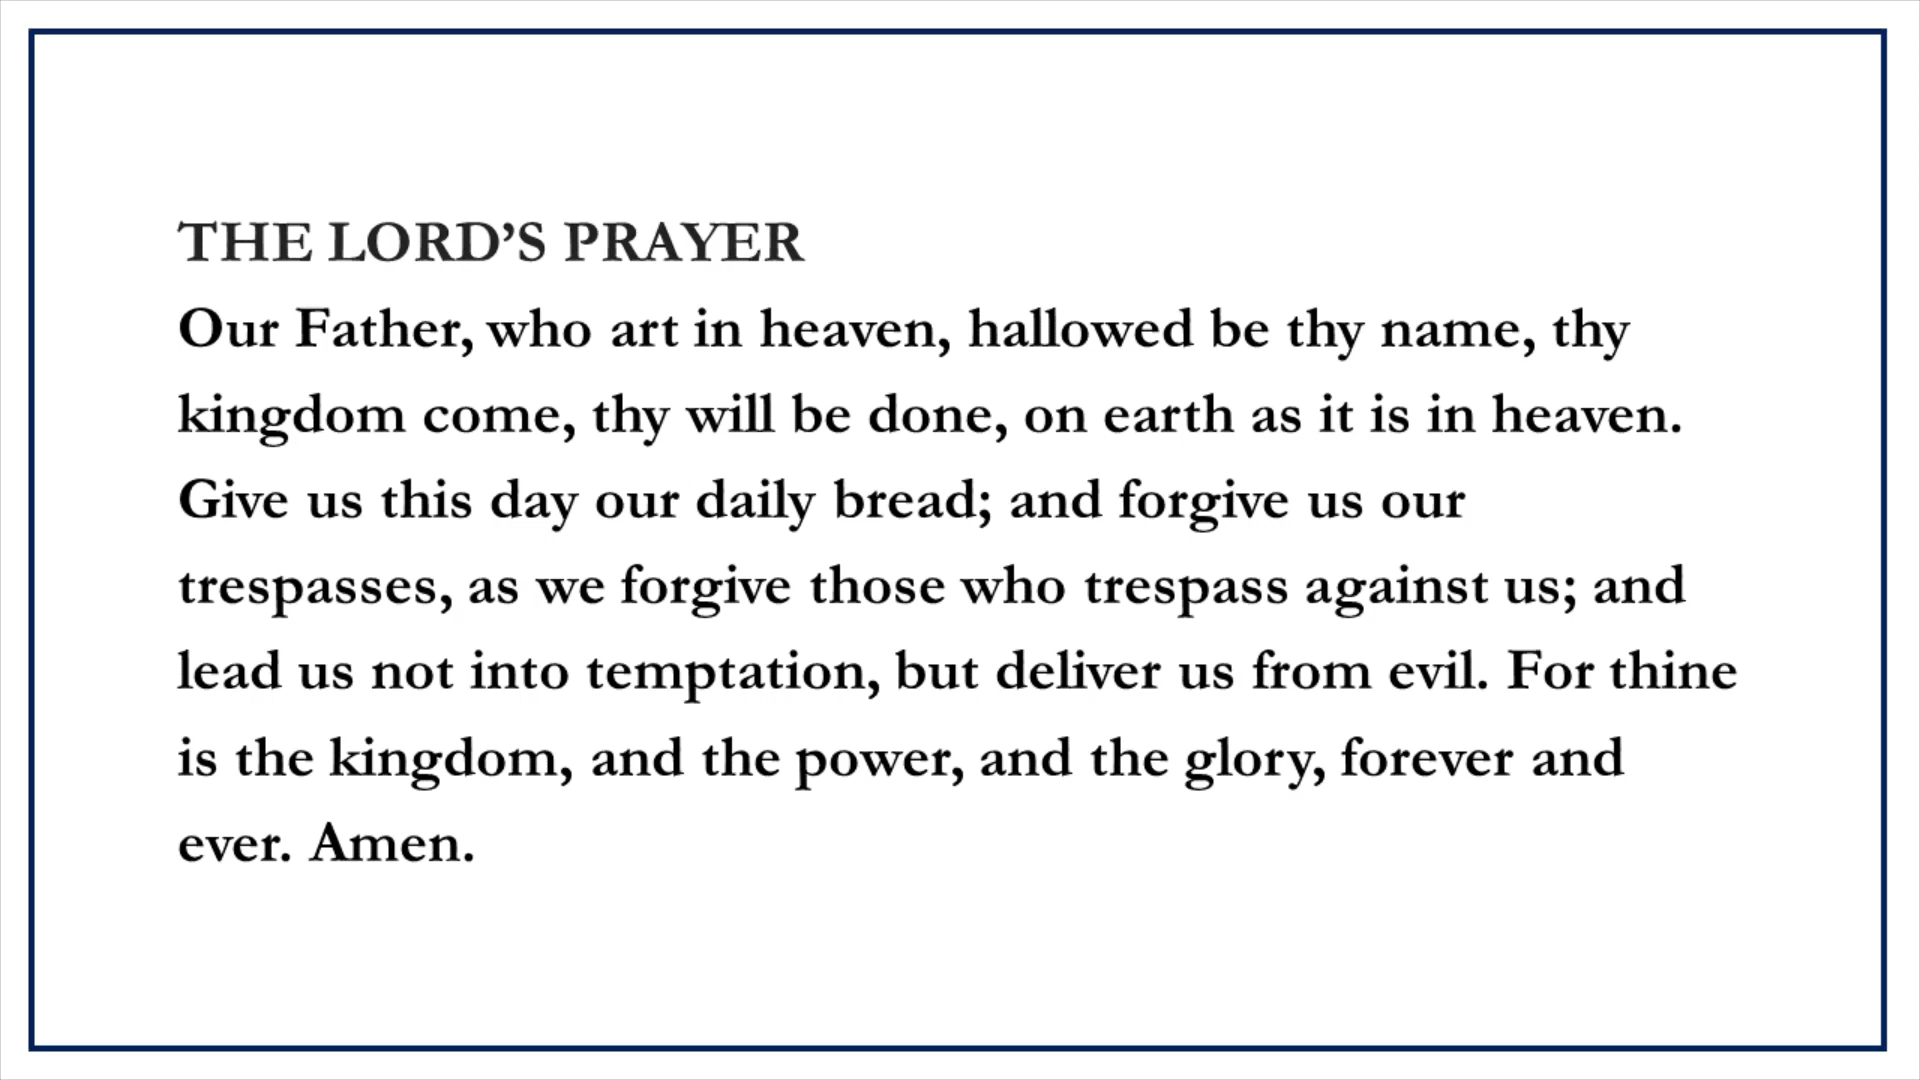 THE LORD’S PRAYER
Our Father, who art in heaven, hallowed be thy name, thy
kingdom come, thy will be done, on earth as it is in heaven.
Give us this day our daily bread; and forgive us our
trespasses, as we forgive those who trespass against us; and
lead us not into temptation, but deliver us from evil. For thine
is the kingdom, and the power, and the glory, forever and
ever. Amen.